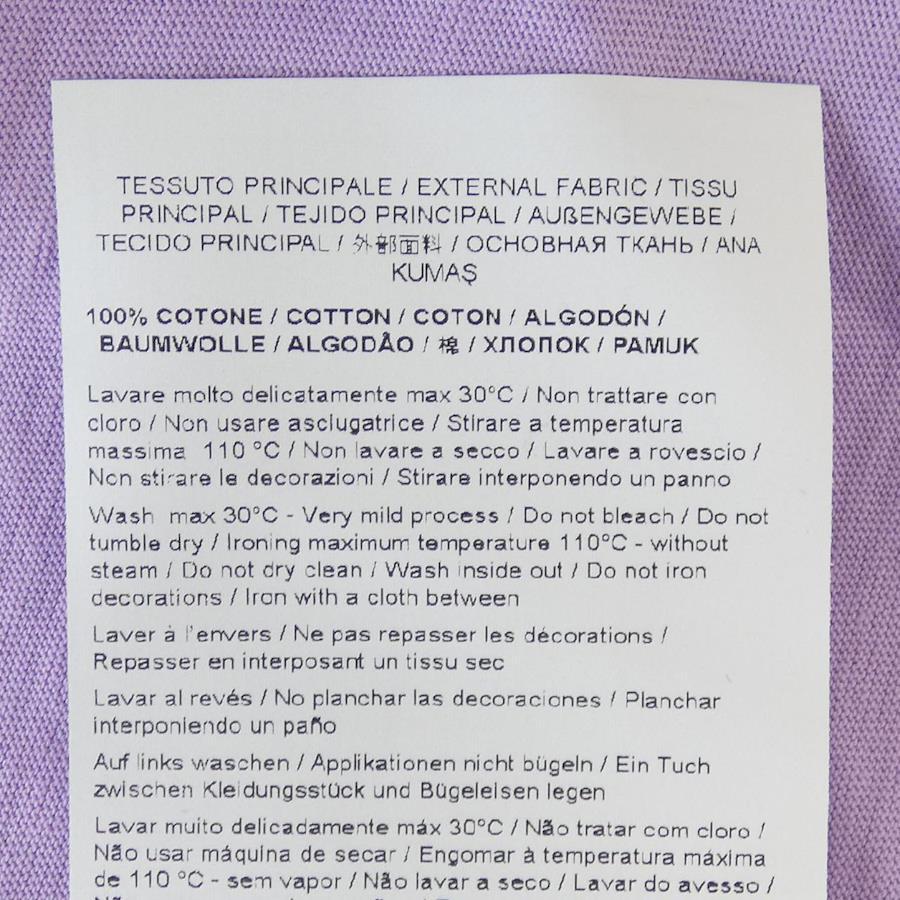 TESSUTO PRINCIPALE / EXTERNAL FABRIC / TISSU
PRINCIPAL / TEJIDO PRINCIPAL / AUßENGEWEBE /
TECIDO PRINCIPAL / 外部面料 / ОСНОВНАЯ ТКАНЬ / ANA
KUMAŞ
100% COTONE / COTTON / COTON / ALGODÓN /
BAUMWOLLE / ALGODÃO / 棉 / ХЛОПОК / PAMUK
Lavare molto delicatamente max 30°C / Non trattare con
cloro / Non usare asciugatrice / Stirare a temperatura
massima 110 °C / Non lavare a secco / Lavare a rovescio /
Non stirare le decorazioni / Stirare interponendo un panno
Wash max 30°C - Very mild process / Do not bleach / Do not
tumble dry / Ironing maximum temperature 110°C - without
steam / Do not dry clean / Wash inside out / Do not iron
decorations / Iron with a cloth between
Laver à l'envers / Ne pas repasser les décorations /
Repasser en interposant un tissu sec
Lavar al revés / No planchar las decoraciones / Planchar
interponiendo un paño
Auf links waschen / Applikationen nicht bügeln / Ein Tuch
zwischen Kleidungsstück und Bügeleisen legen
Lavar muito delicadamente máx 30°C / Não tratar com cloro /
Não usar máquina de secar / Engomar à temperatura máxima
de 110 °C - sem vapor / Não lavar a seco / Lavar do avesso /